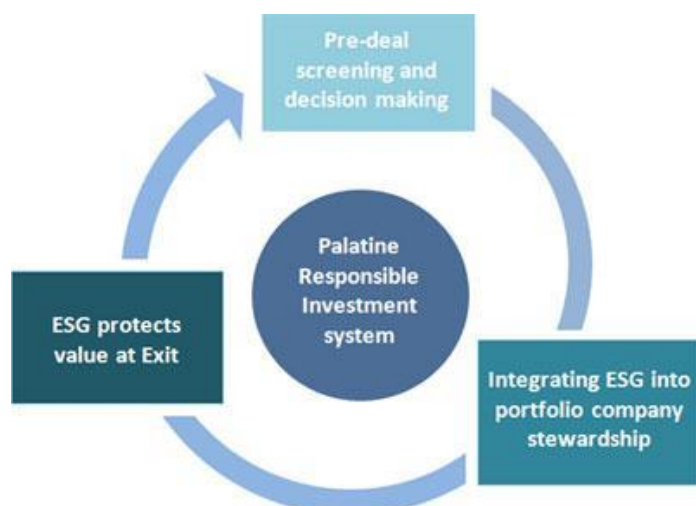 Pre-deal
screening and
decision making
Palatine
Responsible
Investment
system
ESG protects
value at Exit
Integrating ESG into
portfolio company
stewardship